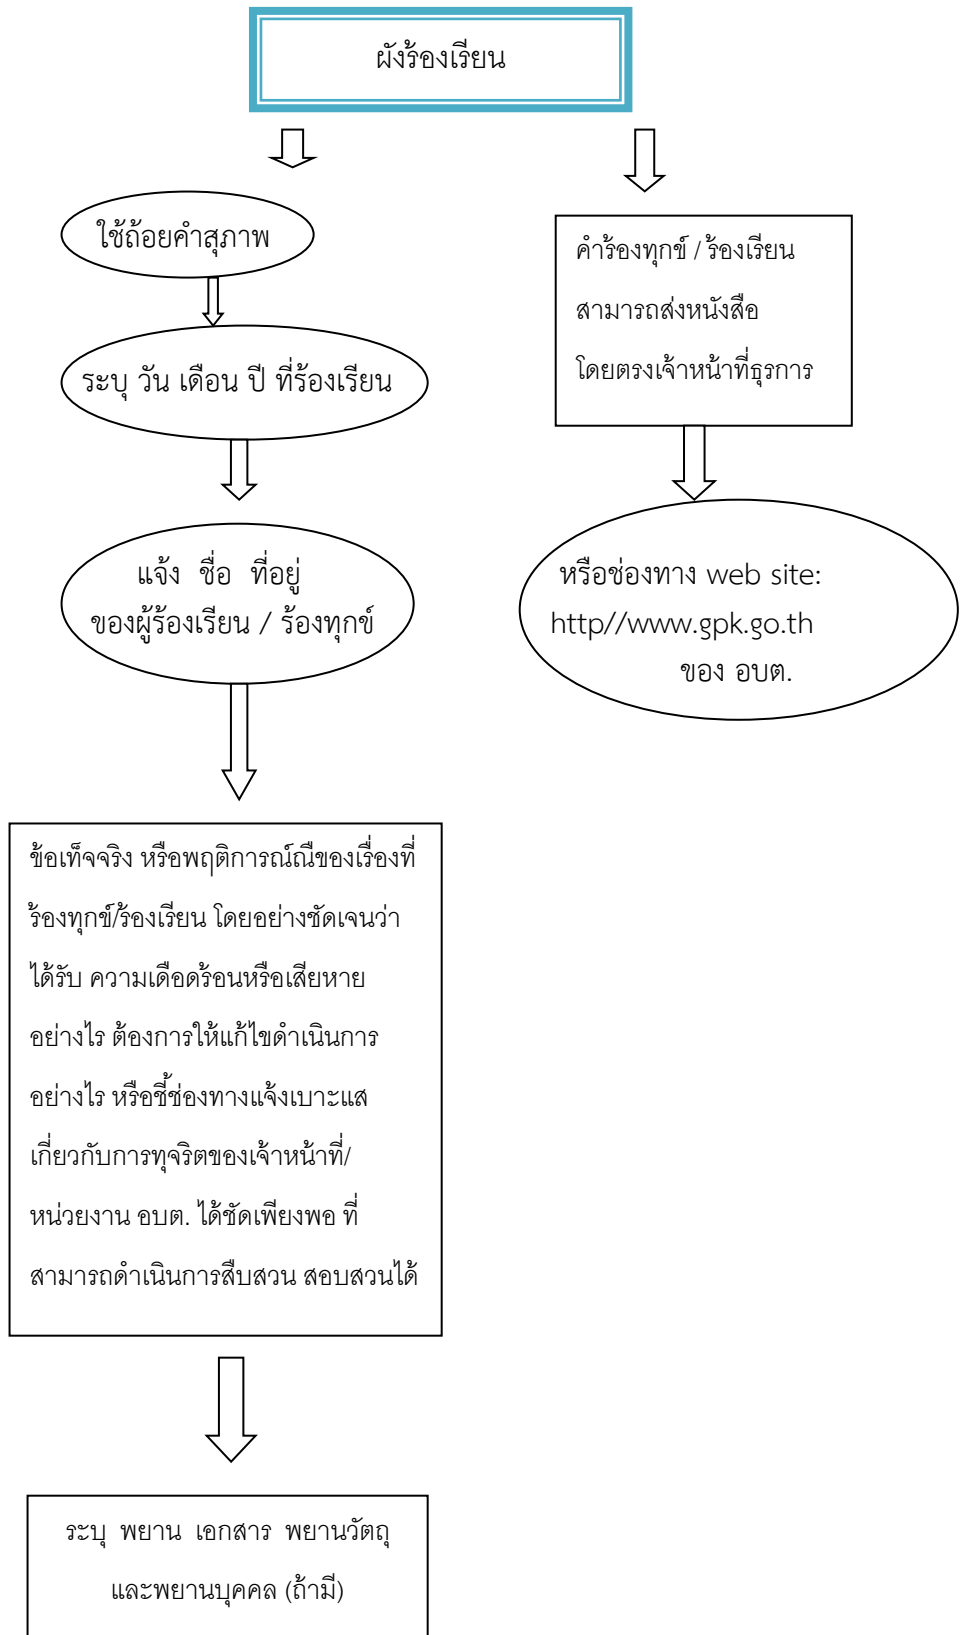 ผังร้องเรียน
ใช้ถ้อยคำสุภาพ
ระบุ วัน เดือน ปี ที่ร้องเรียน
แจ้ง ชื่อ ที่อยู่
ของผู้ร้องเรียน / ร้องทุกข์
ข้อเท็จจริง หรือพฤติการณ์ณืของเรื่องที่
ร้องทุกข์/ร้องเรียน โดยอย่างชัดเจนว่า
ได้รับ ความเดือดร้อนหรือเสียหาย
อย่างไร ต้องการให้แก้ไขดำเนินการ
อย่างไร หรือชี้ช่องทางแจ้งเบาะแส
เกี่ยวกับการทุจริตของเจ้าหน้าที่/
หน่วยงาน อบต. ได้ชัดเพียงพอ ที่
สามารถดำเนินการสืบสวน สอบสวนได้
ระบุ พยาน เอกสาร พยานวัตถุ
และพยานบุคคล (ถ้ามี)
คำร้องทุกข์ / ร้องเรียน
สามารถส่งหนังสือ
โดยตรงเจ้าหน้าที่ธุรการ
หรือช่องทาง web site:
http//www.gpk.go.th
ของ อบต.